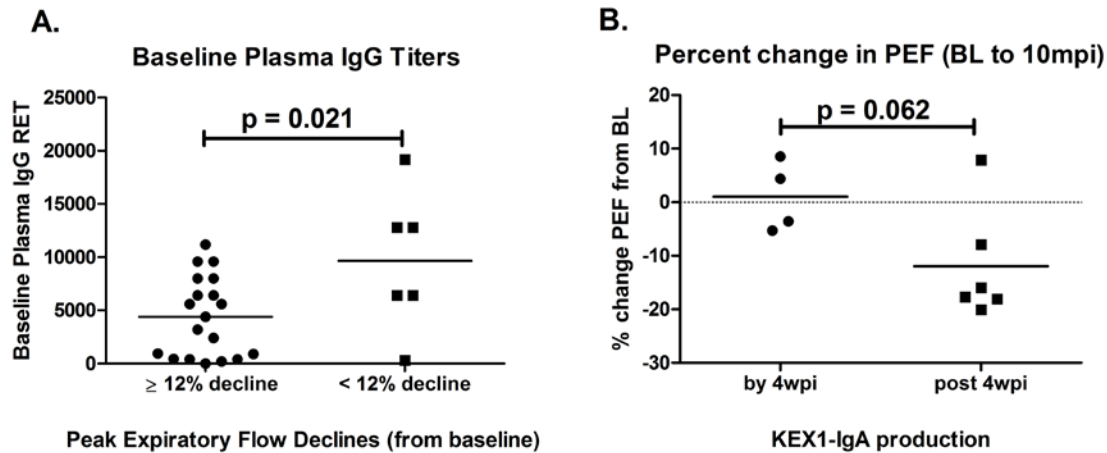 A.
Baseline Plasma IgG Titers
Baseline Plasma IgG RET
25000
20000
15000
10000
5000
0
p = 0.021
≥ 12% decline
< 12% decline
Peak Expiratory Flow Declines (from baseline)
B.
Percent change in PEF (BL to 10mpi)
% change PEF from BL
20
10
0
-10
-20
-30
p = 0.062
by 4wpi
post 4wpi
KEX1-IgA production